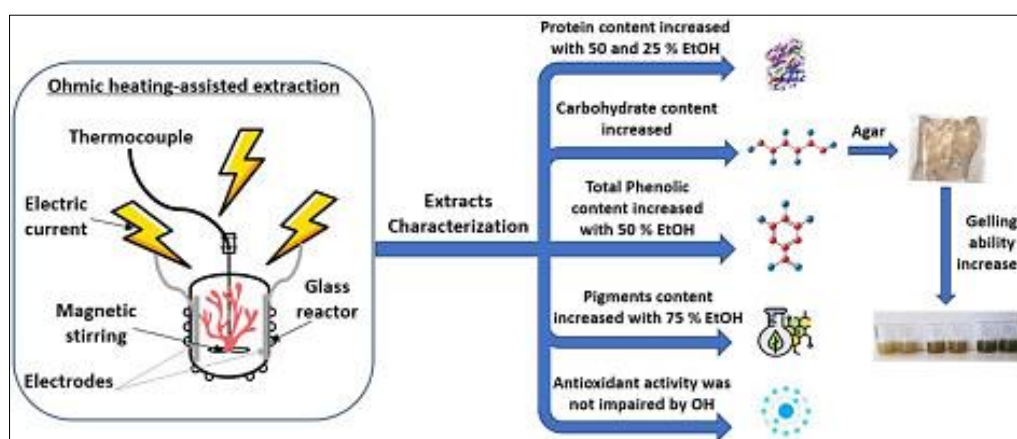 Ohmic heating-assisted extraction
Thermocouple
Electric
current
Magnetic
stirring
Glass
reactor
Electrodes
Extracts
Characterization
Protein content increased
with 50 and 25 % EtOH
Carbohydrate content
increased
Total Phenolic
content increased
with 50 % EtOH
Pigments content
increased with 75 % EtOH
Antioxidant activity was
not impaired by OH
Agar
Gelling
ability
increased